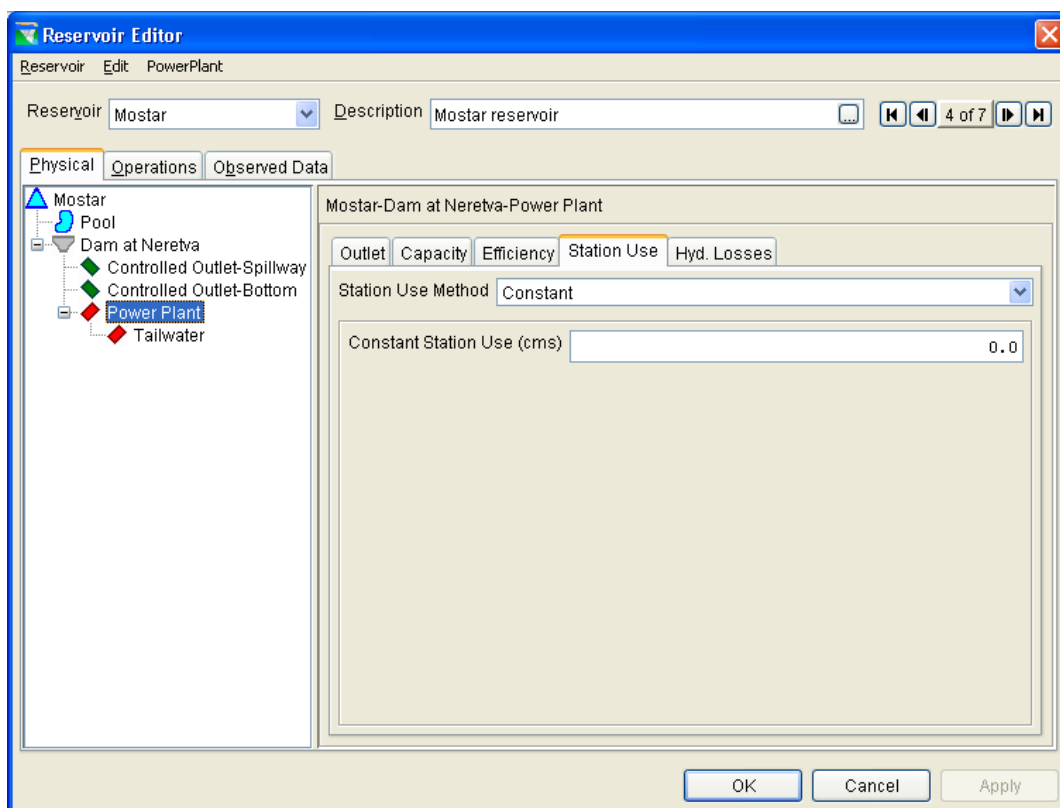 Reservoir Editor
Reservoir Edit PowerPlant
Reservoir Mostar Description Mostar reservoir ... 4 of 7
Physical Operations Observed Data
Mostar
Pool
Dam at Neretva
Controlled Outlet-Spillway
Controlled Outlet-Bottom
Power Plant
Tailwater
Mostar-Dam at Neretva-Power Plant
Outlet Capacity Efficiency Station Use Hyd. Losses
Station Use Method Constant
Constant Station Use (cms) 0.0
OK Cancel Apply